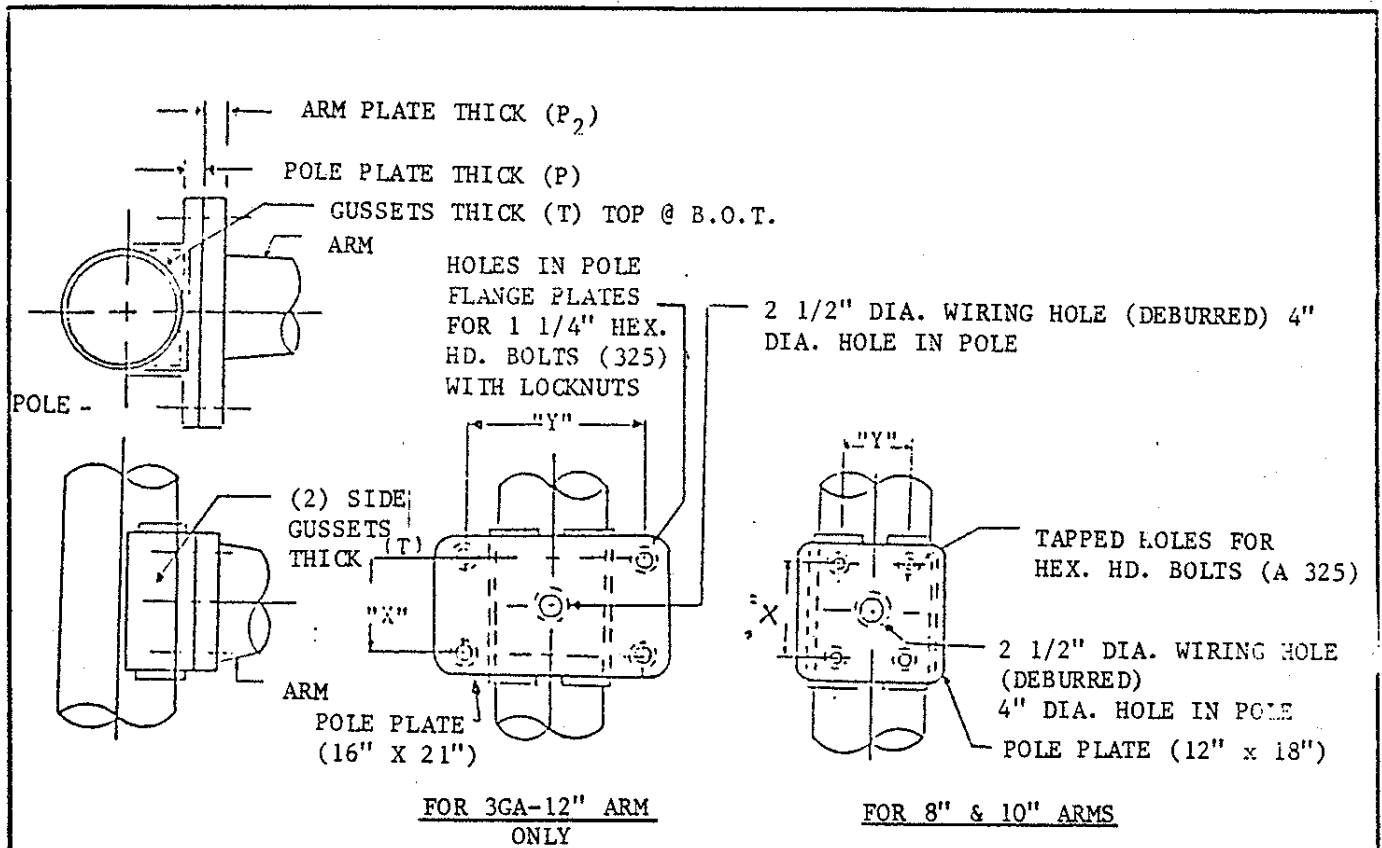 ARM PLATE THICK (P2)
POLE PLATE THICK (P)
GUSSETS THICK (T) TOP @ B.O.T.
ARM
POLE
HOLES IN POLE
FLANGE PLATES
FOR 1 1/4" HEX.
HD. BOLTS (325)
WITH LOCKNUTS
2 1/2" DIA. WIRING HOLE (DEBURRED) 4"
DIA. HOLE IN POLE
"Y"
"Y"
(2) SIDE
GUSSETS
THICK (T)
"X"
"X
TAPPED HOLES FOR
HEX. HD. BOLTS (A 325)
2 1/2" DIA. WIRING HOLE
(DEBURRED)
4" DIA. HOLE IN POLE
ARM
POLE PLATE
(16" X 21")
POLE PLATE (12" x 18")
FOR 3GA-12" ARM
ONLY
FOR 8" & 10" ARMS